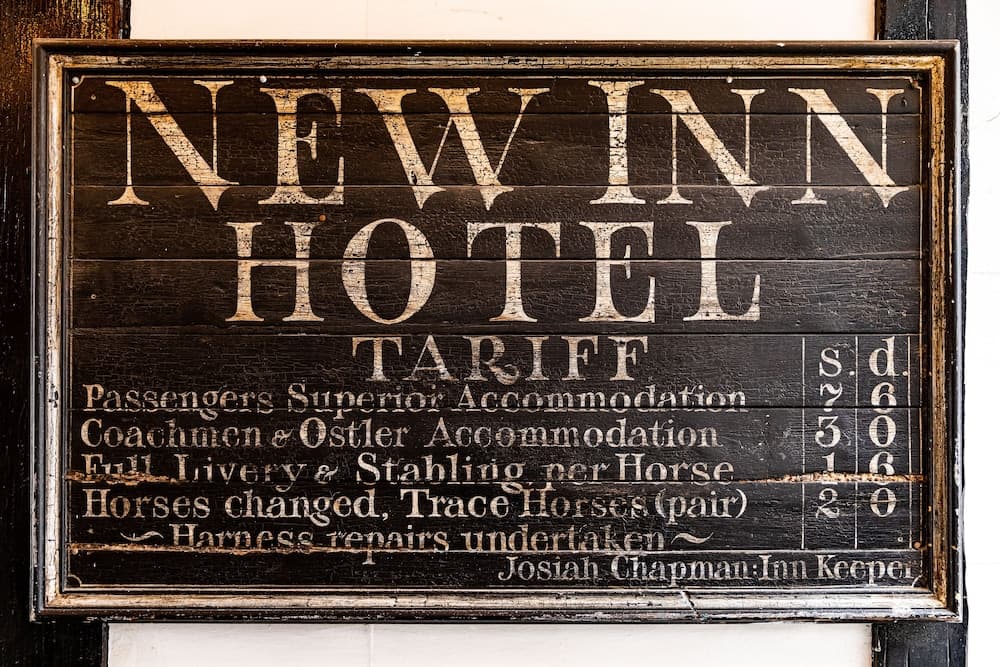 NEW INN
HOTEL
TARIFF s. d.
Passengers Superior Accommodation 7 6
Coachmen & Ostler Accommodation 3 0
Full Livery & Stabling per Horse 1 6
Horses changed, Trace Horses (pair) 2 0
~ Harness repairs undertaken ~
Josiah Chapman: Inn Keeper